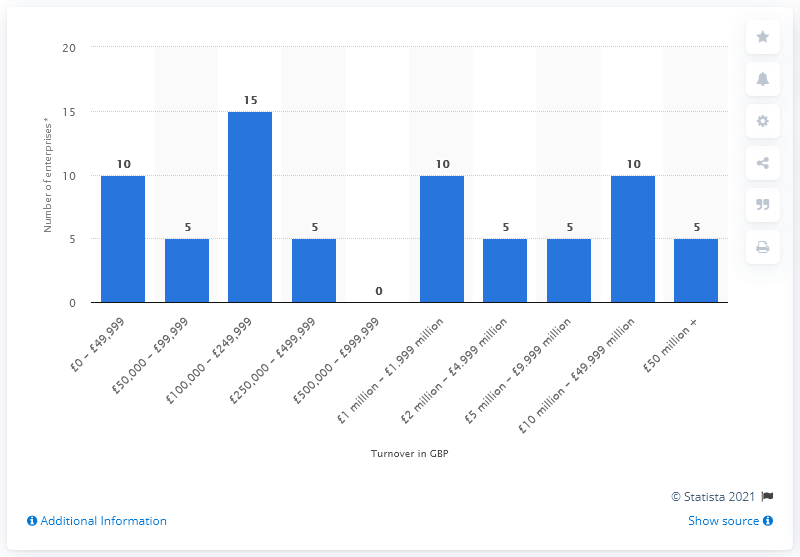 20
15
10
5
0
Number of enterprises*
10
5
15
5
0
10
5
5
10
5
£0 – £49,999
£50,000 – £99,999
£100,000 – £249,999
£250,000 – £499,999
£500,000 – £999,999
£1 million – £1.999 million
£2 million – £4.999 million
£5 million – £9.999 million
£10 million – £49.999 million
£50 million +
Turnover in GBP
© Statista 2021
Additional Information
Show source